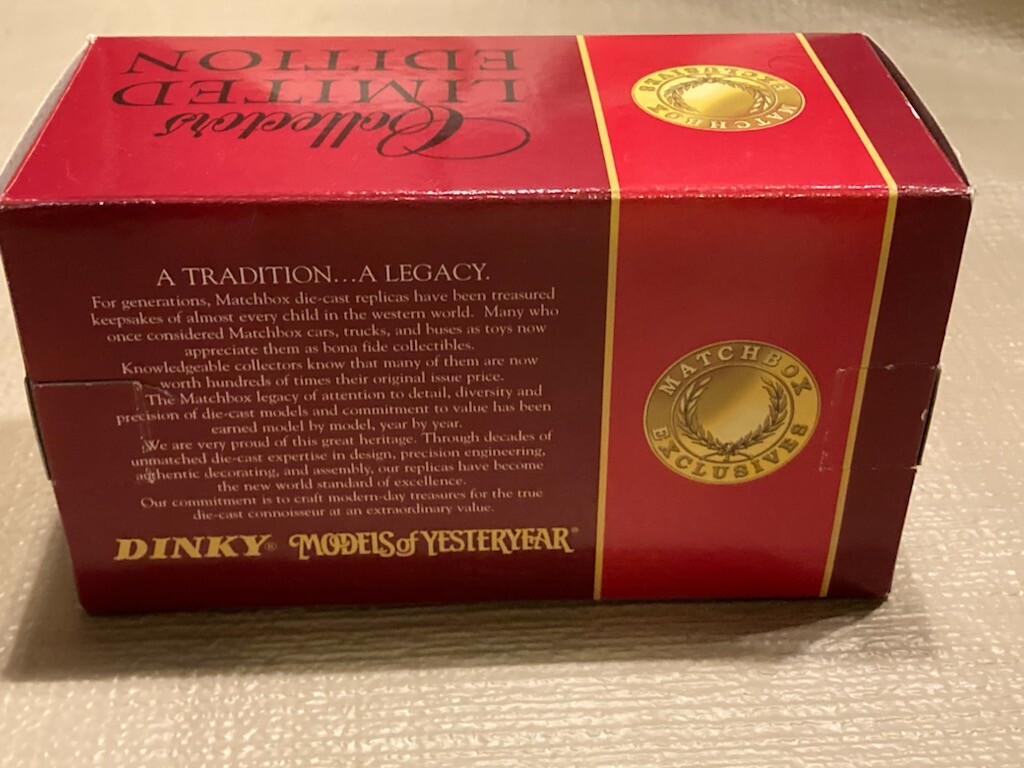 Collectors
LIMITED
EDITION
MATCHBOX
EXCLUSIVES
A TRADITION...A LEGACY.
For generations, Matchbox die-cast replicas have been treasured
keepsakes of almost every child in the western world. Many who
once considered Matchbox cars, trucks, and buses as toys now
appreciate them as bona fide collectibles.
Knowledgeable collectors know that many of them are now
worth hundreds of times their original issue price.
The Matchbox legacy of attention to detail, diversity and
precision of die-cast models and commitment to value has been
earned model by model, year by year.
We are very proud of this great heritage. Through decades of
unmatched die-cast expertise in design, precision engineering,
authentic decorating, and assembly, our replicas have become
the new world standard of excellence.
Our commitment is to craft modern-day treasures for the true
die-cast connoisseur at an extraordinary value.
DINKY® MODELS of YESTERYEAR®
MATCHBOX
EXCLUSIVES